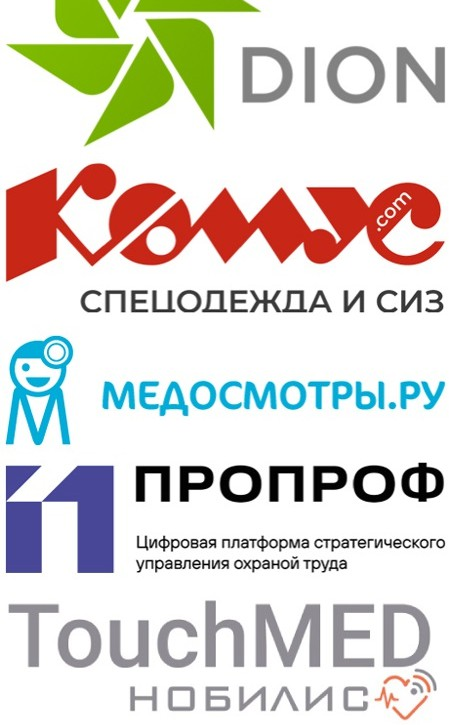 DION
Комус
.com
СПЕЦОДЕЖДА И СИЗ
МЕДОСМОТРЫ.РУ
ПРОПРОФ
Цифровая платформа стратегического
управления охраной труда
TouchMED
НОБИЛИС